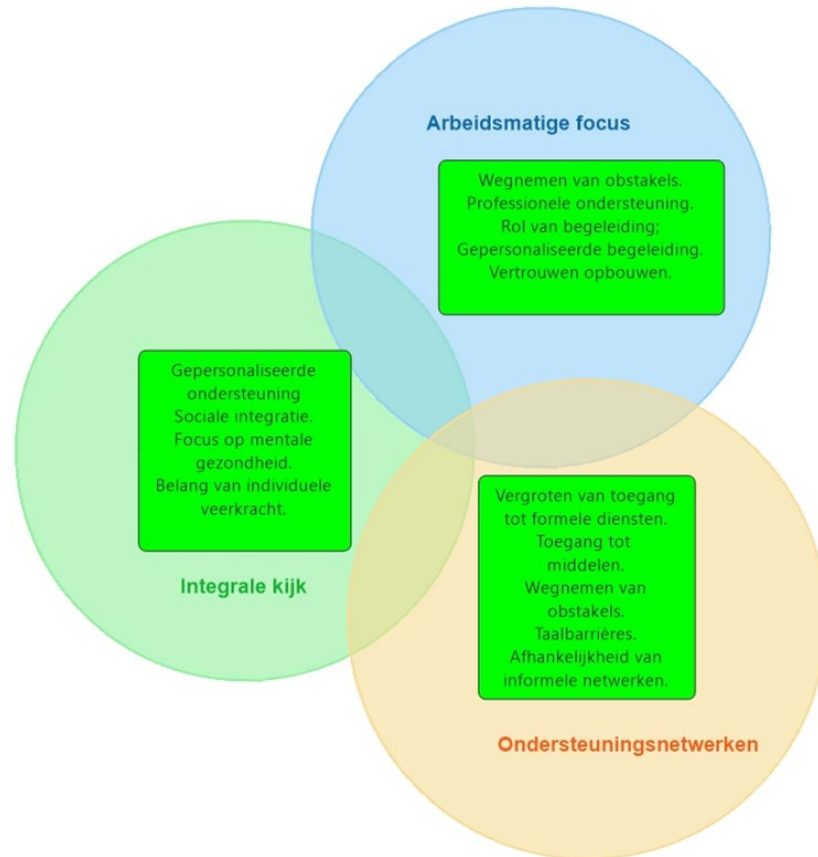 Arbeidsmatige focus
Wegnemen van obstakels.
Professionele ondersteuning.
Rol van begeleiding;
Gepersonaliseerde begeleiding.
Vertrouwen opbouwen.
Gepersonaliseerde
ondersteuning
Sociale integratie.
Focus op mentale
gezondheid.
Belang van individuele
veerkracht.
Integrale kijk
Vergroten van toegang
tot formele diensten.
Toegang tot
middelen.
Wegnemen van
obstakels.
Taalbarrières.
Afhankelijkheid van
informele netwerken.
Ondersteuningsnetwerken